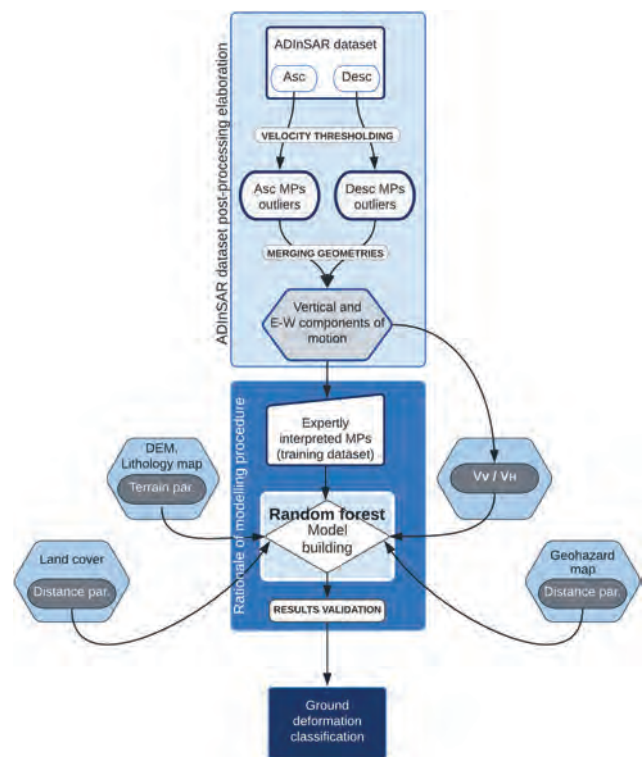 ADInSAR dataset post-processing elaboration
ADInSAR dataset
Asc
Desc
VELOCITY THRESHOLDING
Asc MPs
outliers
Desc MPs
outliers
MERGING GEOMETRIES
Vertical and
E-W components of
motion
Rationale of modelling procedure
Expertly
interpreted MPs
(training dataset)
DEM,
Lithology map
Terrain par.
Vv / VH
Random forest
Model
building
Land cover
Distance par.
Geohazard
map
Distance par.
RESULTS VALIDATION
Ground
deformation
classification